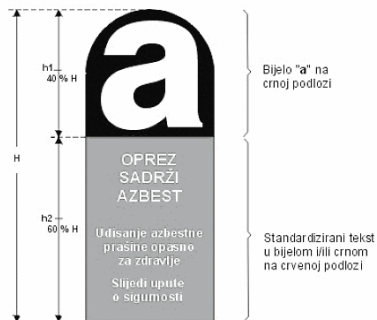 h1
40 % H
H
h2
60 % H
a
OPREZ
SADRŽI
AZBEST
Udisanje azbestne
prašine opasno
za zdravlje
Slijedi upute
o sigurnosti
Bijelo "a" na
crnoj podlozi
Standardizirani tekst
u bijelom i/ili crnom
na crvenoj podlozi